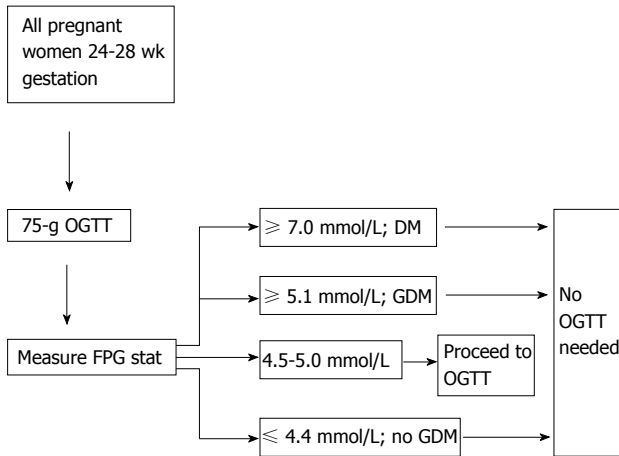 All pregnant
women 24-28 wk
gestation
75-g OGTT
Measure FPG stat
≥ 7.0 mmol/L; DM
≥ 5.1 mmol/L; GDM
4.5-5.0 mmol/L
Proceed to
OGTT
≤ 4.4 mmol/L; no GDM
No
OGTT
needed